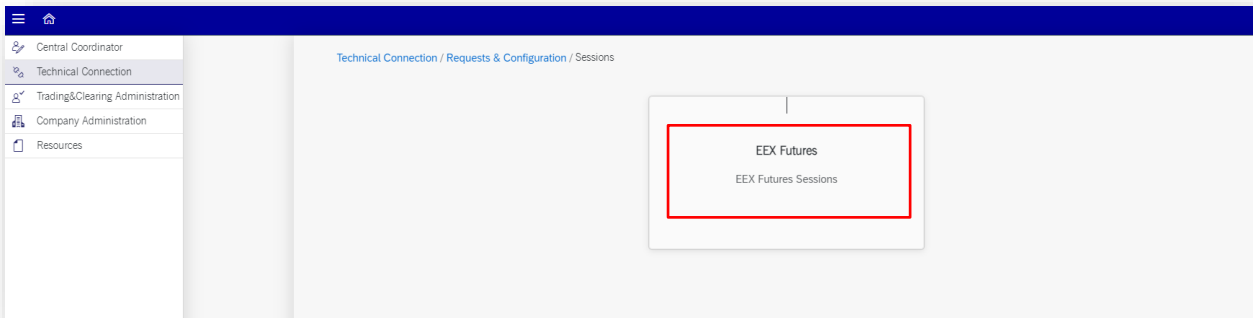 Central Coordinator
Technical Connection
Trading&Clearing Administration
Company Administration
Resources
Technical Connection / Requests & Configuration / Sessions
EEX Futures
EEX Futures Sessions